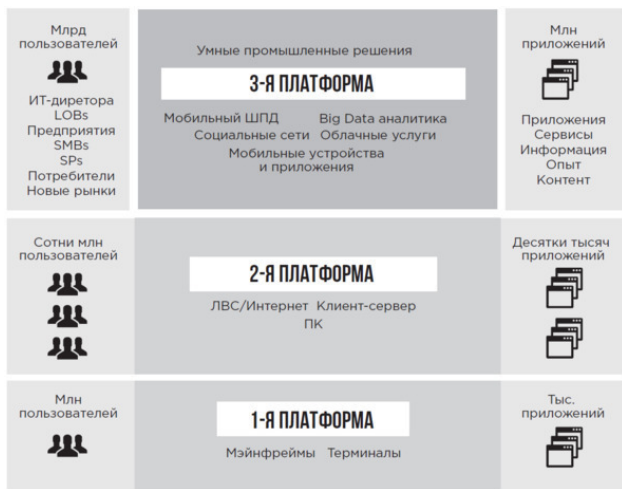 Млрд
пользователей
ИТ-диретора
LOBs
Предприятия
SMBs
SPs
Потребители
Новые рынки
Умные промышленные решения
3-Я ПЛАТФОРМА
Мобильный ШПД Big Data аналитика
Социальные сети Облачные услуги
Мобильные устройства
и приложения
Млн
приложений
Приложения
Сервисы
Информация
Опыт
Контент
Сотни млн
пользователей
2-Я ПЛАТФОРМА
ЛВС/Интернет Клиент-сервер
ПК
Десятки тысяч
приложений
Млн
пользователей
1-Я ПЛАТФОРМА
Мэйнфреймы Терминалы
Тыс.
приложений